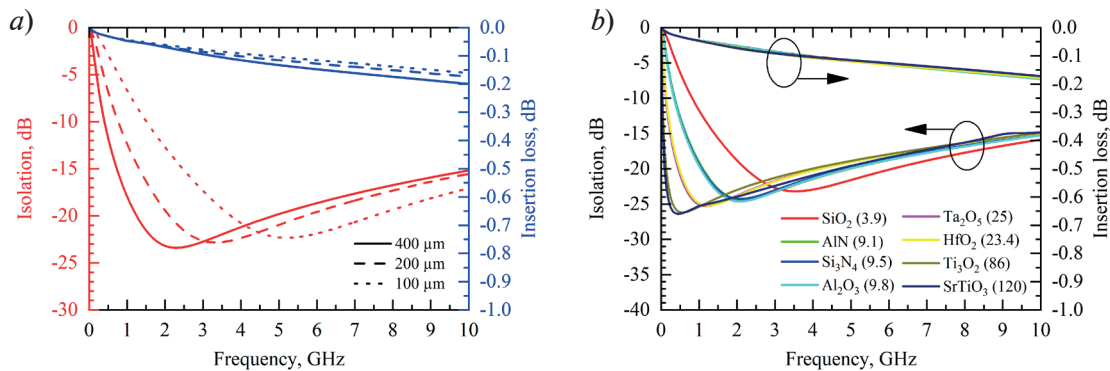 a)
0
-5
-10
-15
-20
-25
-30
Isolation, dB
0.0
-0.1
-0.2
-0.3
-0.4
-0.5
-0.6
-0.7
-0.8
-0.9
-1.0
Insertion loss, dB
400 μm
200 μm
100 μm
0 1 2 3 4 5 6 7 8 9 10
Frequency, GHz
b)
0
-5
-10
-15
-20
-25
-30
-35
-40
Isolation, dB
0.0
-0.1
-0.2
-0.3
-0.4
-0.5
-0.6
-0.7
-0.8
-0.9
-1.0
Insertion loss, dB
SiO₂ (3.9)
AlN (9.1)
Si₃N₄ (9.5)
Al₂O₃ (9.8)
Ta₂O₅ (25)
HfO₂ (23.4)
Ti₃O₂ (86)
SrTiO₃ (120)
0 1 2 3 4 5 6 7 8 9 10
Frequency, GHz